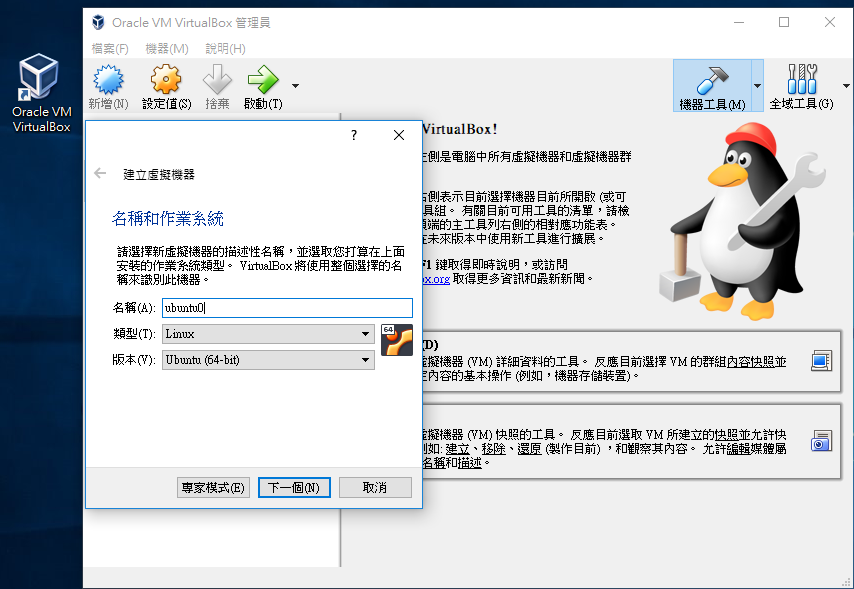 Oracle VM
VirtualBox
Oracle VM VirtualBox 管理員
檔案(F) 機器(M) 說明(H)
新增(N) 設定值(S) 捨棄 啟動(T) 機器工具(M) 全域工具(G)
?
建立虛擬機器
名稱和作業系統
請選擇新虛擬機器的描述性名稱，並選取您打算在上面
安裝的作業系統類型。 VirtualBox 將使用整個選擇的名
稱來識別此機器。
名稱(A): ubuntu0
類型(T): Linux
64
版本(V): Ubuntu (64-bit)
專家模式(E) 下一個(N) 取消
VirtualBox!
側是電腦中所有虛擬機器和虛擬機器群
側表示目前選擇機器目前所開啟 (或可
具組。 有關目前可用工具的清單，請檢
端的主工具列右側的相對應功能表。
在未來版本中使用新工具進行擴展。
F1 鍵取得即時說明，或訪問
ox.org 取得更多資訊和最新新聞。
(D)
虛擬機器 (VM) 詳細資料的工具。 反應目前選擇 VM 的群組內容快照並
定內容的基本操作 (例如，機器存儲裝置)。
虛擬機器 (VM) 快照的工具。 反應目前選取 VM 所建立的快照並允許快
例如: 建立、移除、還原 (製作目前) ，和觀察其內容。 允許編輯媒體屬
名稱和描述。